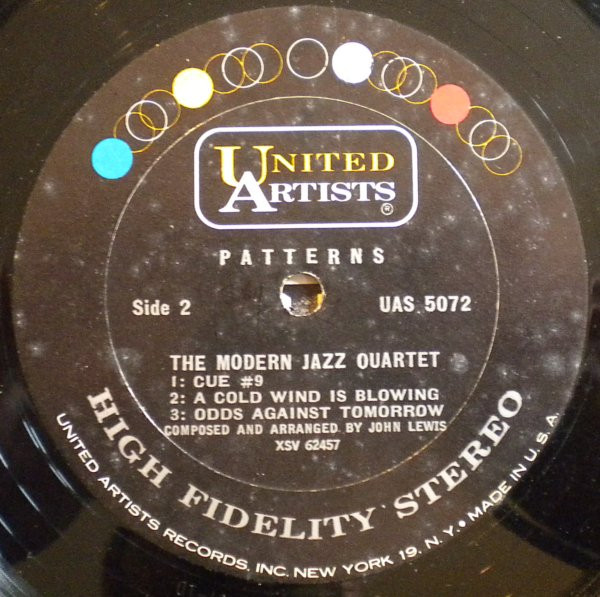 UNITED
ARTISTS
®
PATTERNS
Side 2
UAS 5072
THE MODERN JAZZ QUARTET
1: CUE #9
2: A COLD WIND IS BLOWING
3: ODDS AGAINST TOMORROW
COMPOSED AND ARRANGED BY JOHN LEWIS
XSV 62457
HIGH FIDELITY STEREO
UNITED ARTISTS RECORDS, INC. NEW YORK 19, N.Y. • MADE IN U.S.A.